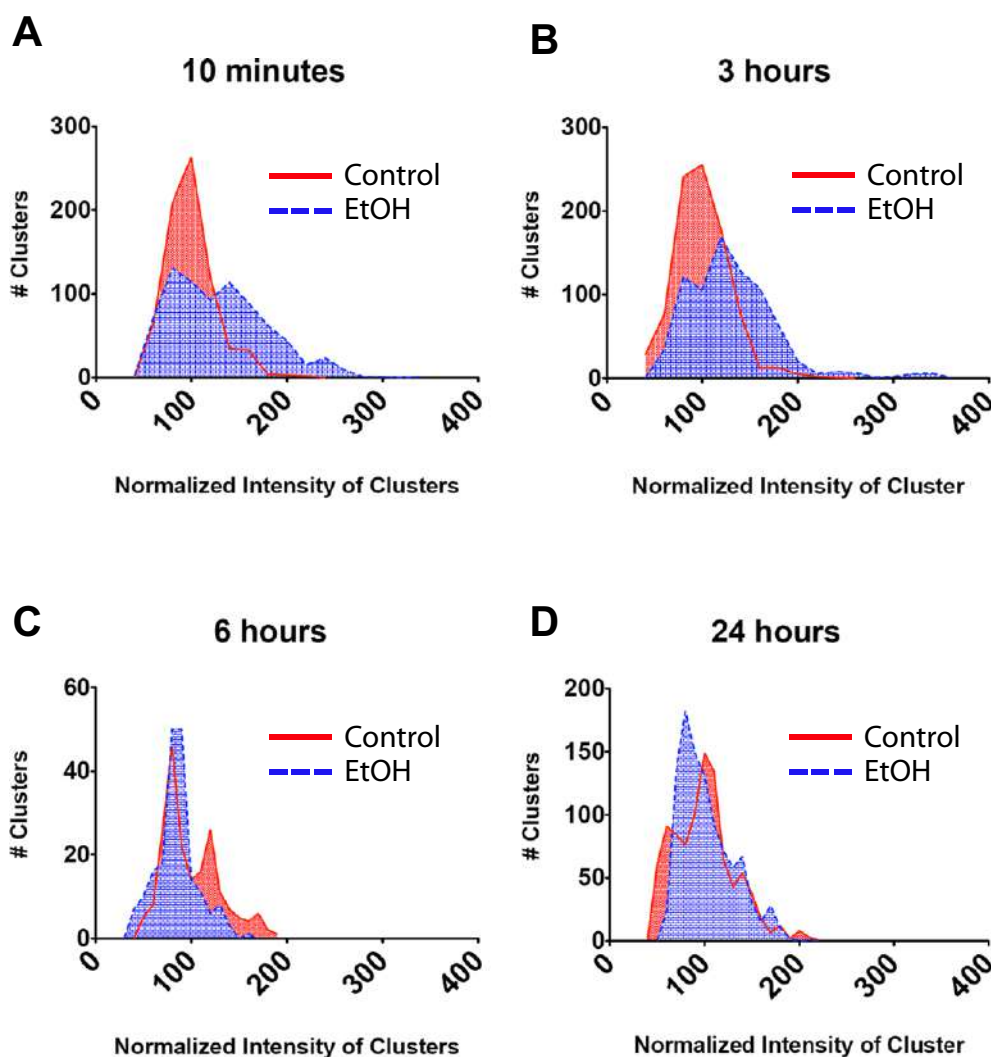 A
10 minutes
300
200
100
0
# Clusters
Control
EtOH
0
100
200
300
400
Normalized Intensity of Clusters
B
3 hours
300
200
100
0
# Clusters
Control
EtOH
0
100
200
300
400
Normalized Intensity of Cluster
C
6 hours
60
40
20
0
# Clusters
Control
EtOH
0
100
200
300
400
Normalized Intensity of Clusters
D
24 hours
200
150
100
50
0
# Clusters
Control
EtOH
0
100
200
300
400
Normalized Intensity of Cluster